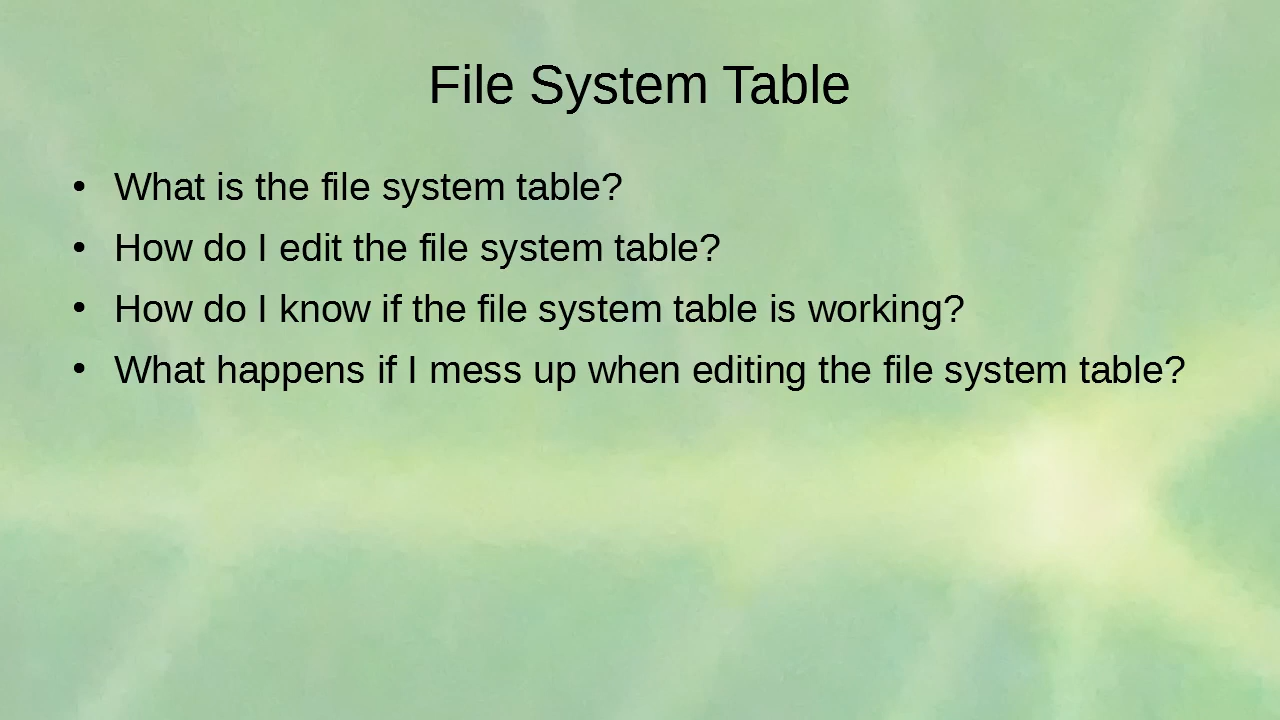 File System Table
• What is the file system table?
• How do I edit the file system table?
• How do I know if the file system table is working?
• What happens if I mess up when editing the file system table?